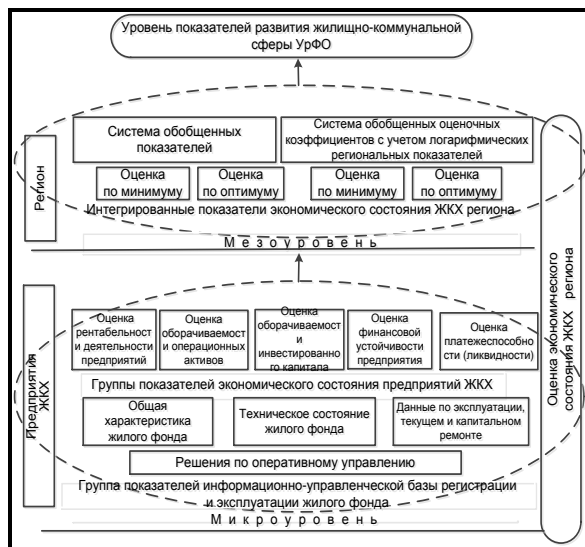 Уровень показателей развития жилищно-коммунальной
сферы УрФО
Регион
Система обобщенных
показателей
Система обобщенных оценочных
коэффициентов с учетом логарифмических
региональных показателей
Оценка
по минимуму
Оценка
по оптимуму
Оценка
по минимуму
Оценка
по оптимуму
Интегрированные показатели экономического состояния ЖКХ региона
Мезоуровень
Предприятия
ЖКХ
Оценка
рентабельност
и деятельности
предприятий
Оценка
оборачиваемост
и операционных
активов
Оценка
оборачиваемост
и
инвестированно
го капитала
Оценка
финансовой
устойчивости
предприятия
Оценка
платежеспособно
сти (ликвидности)
Группы показателей экономического состояния предприятий ЖКХ
Общая
характеристика
жилого фонда
Техническое состояние
жилого фонда
Данные по эксплуатации,
текущем и капитальном
ремонте
Решения по оперативному управлению
Группа показателей информационно-управленческой базы регистрации
и эксплуатации жилого фонда
Микроуровень
Оценка экономического
состояния ЖКХ региона